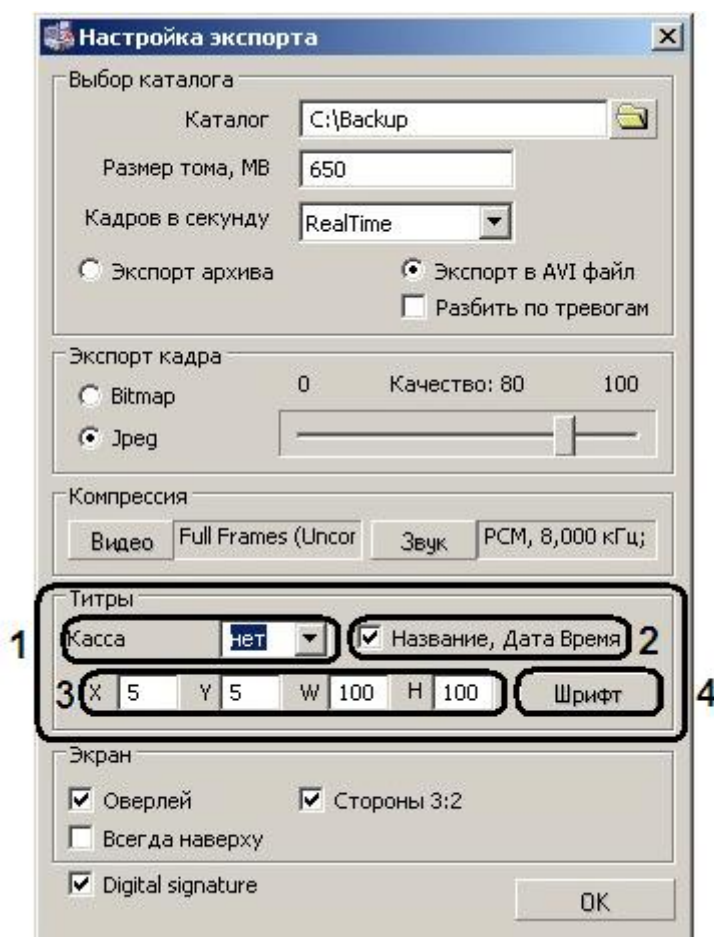 Настройка экспорта
Выбор каталога
Каталог C:\Backup
Размер тома, МВ 650
Кадров в секунду RealTime
Экспорт архива Экспорт в AVI файл
Разбить по тревогам
Экспорт кадра
Bitmap 0 Качество: 80 100
Jpeg
Компрессия
Видео Full Frames (Uncor Звук PCM, 8,000 кГц;
Титры
1 Касса нет Название, Дата Время 2
3 X 5 Y 5 W 100 H 100 Шрифт 4
Экран
Оверлей Стороны 3:2
Всегда наверху
Digital signature
OK